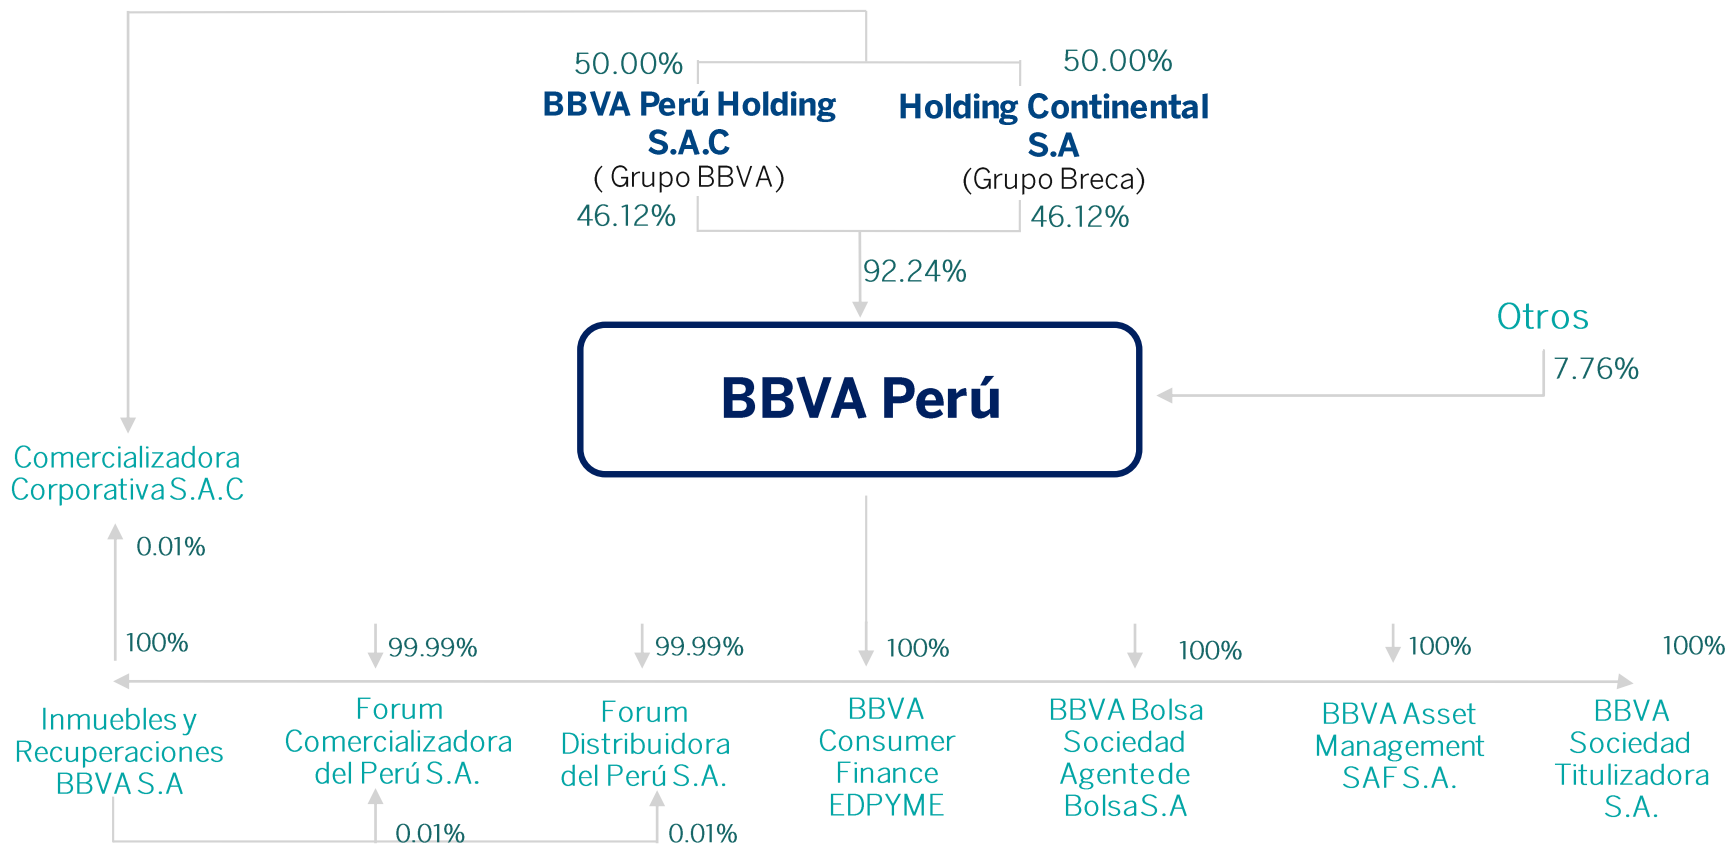 50.00%
50.00%
BBVA Perú Holding
S.A.C
( Grupo BBVA)
46.12%
Holding Continental
S.A
(Grupo Breca)
46.12%
92.24%
Otros
7.76%
BBVA Perú
Comercializadora
Corporativa S.A.C
0.01%
100%
99.99%
99.99%
100%
100%
100%
100%
Inmuebles y
Recuperaciones
BBVA S.A
Forum
Comercializadora
del Perú S.A.
Forum
Distribuidora
del Perú S.A.
BBVA
Consumer
Finance
EDPYME
BBVA Bolsa
Sociedad
Agente de
Bolsa S.A
BBVA Asset
Management
SAF S.A.
BBVA
Sociedad
Titulizadora
S.A.
0.01%
0.01%